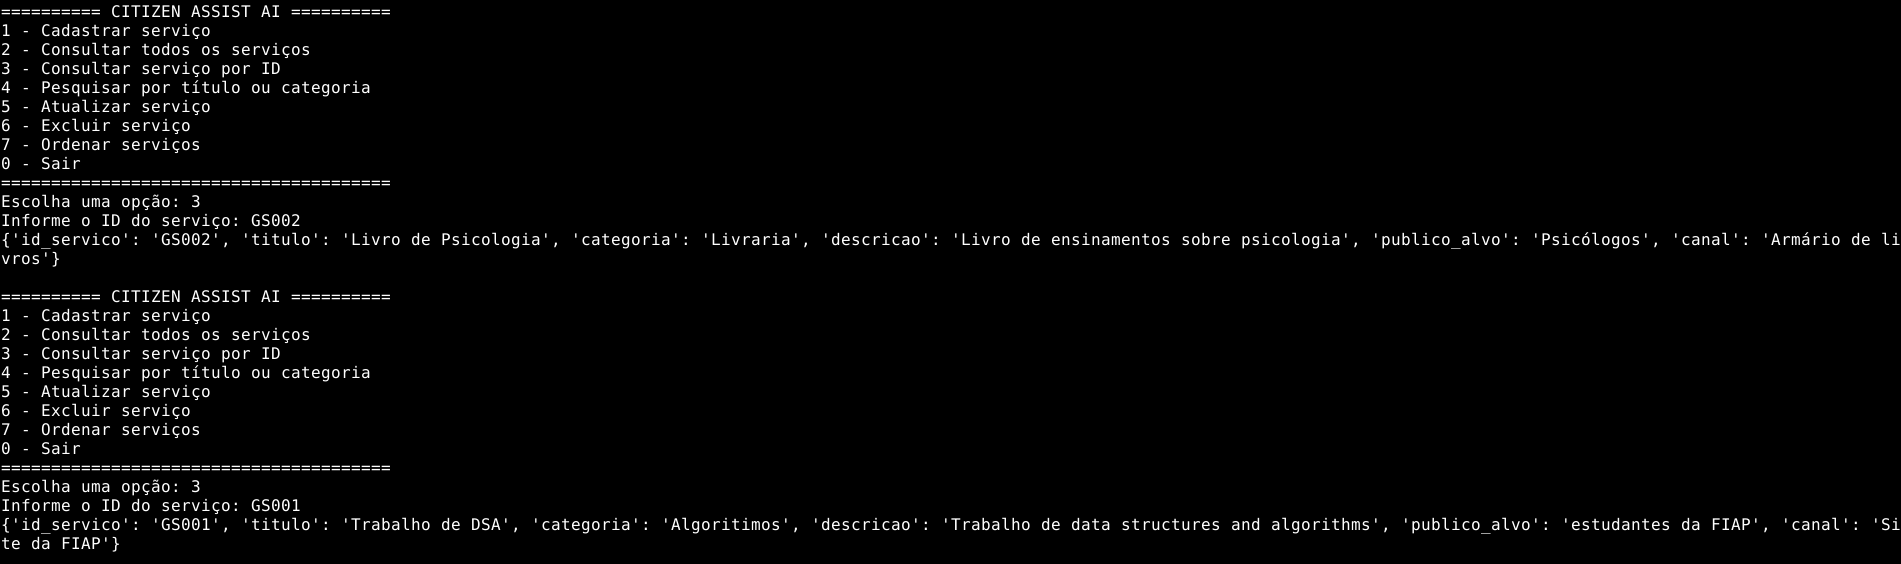 ========== CITIZEN ASSIST AI ==========
1 - Cadastrar serviço
2 - Consultar todos os serviços
3 - Consultar serviço por ID
4 - Pesquisar por título ou categoria
5 - Atualizar serviço
6 - Excluir serviço
7 - Ordenar serviços
0 - Sair
=======================================
Escolha uma opção: 3
Informe o ID do serviço: GS002
{'id_servico': 'GS002', 'titulo': 'Livro de Psicologia', 'categoria': 'Livraria', 'descricao': 'Livro de ensinamentos sobre psicologia', 'publico_alvo': 'Psicólogos', 'canal': 'Armário de li
vros'}

========== CITIZEN ASSIST AI ==========
1 - Cadastrar serviço
2 - Consultar todos os serviços
3 - Consultar serviço por ID
4 - Pesquisar por título ou categoria
5 - Atualizar serviço
6 - Excluir serviço
7 - Ordenar serviços
0 - Sair
=======================================
Escolha uma opção: 3
Informe o ID do serviço: GS001
{'id_servico': 'GS001', 'titulo': 'Trabalho de DSA', 'categoria': 'Algoritimos', 'descricao': 'Trabalho de data structures and algorithms', 'publico_alvo': 'estudantes da FIAP', 'canal': 'Si
te da FIAP'}